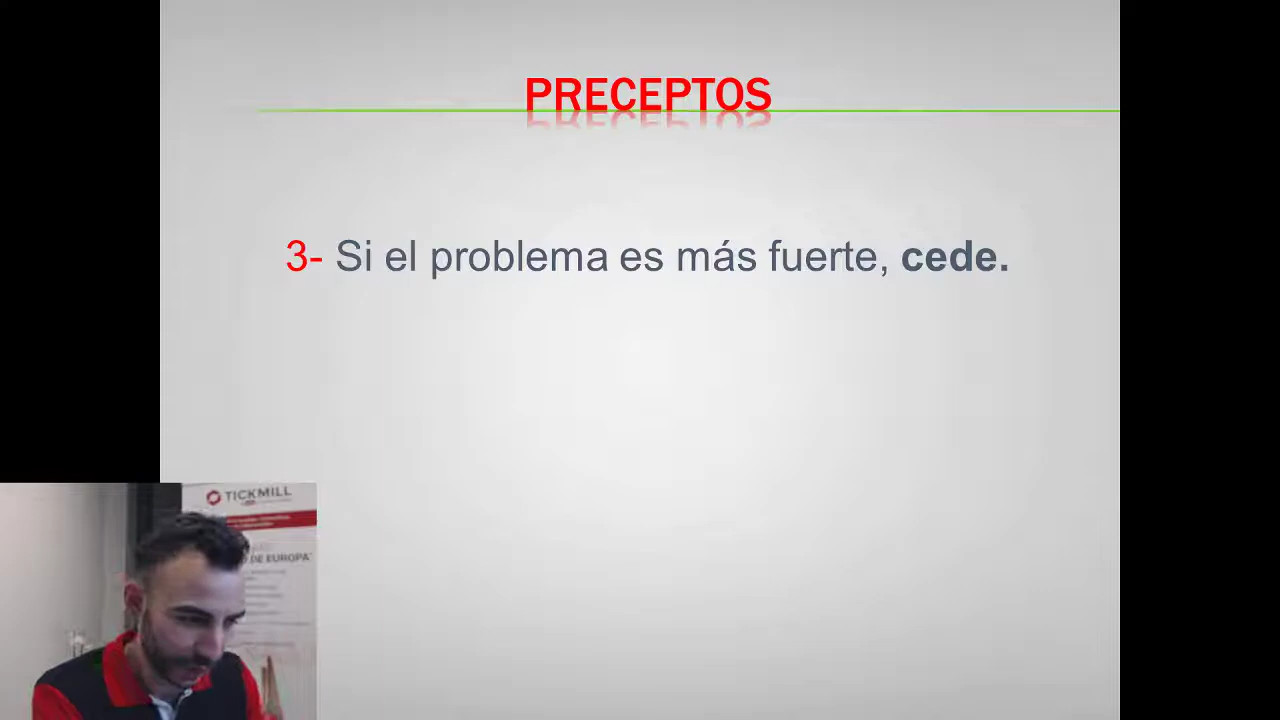 PRECEPTOS
3- Si el problema es más fuerte, cede.
TICKMILL
DE EUROPA"